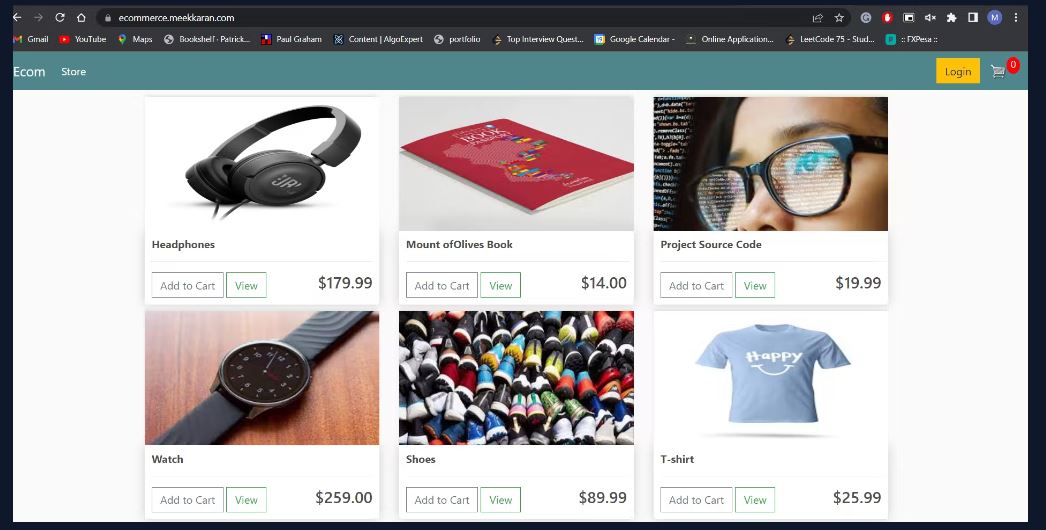 ecommerce.meekkaran.com
M
Gmail
YouTube
Maps
Bookshelf · Patrick...
Paul Graham
Content | AlgoExpert
portfolio
Top Interview Quest...
Google Calendar -
Online Application...
LeetCode 75 - Stud...
:: FXPesa ::
Ecom
Store
Login
0
JBL
BOOK
Headphones
Mount ofOlives Book
Project Source Code
Add to Cart View $179.99
Add to Cart View $14.00
Add to Cart View $19.99
Happy
Watch
Shoes
T-shirt
Add to Cart View $259.00
Add to Cart View $89.99
Add to Cart View $25.99